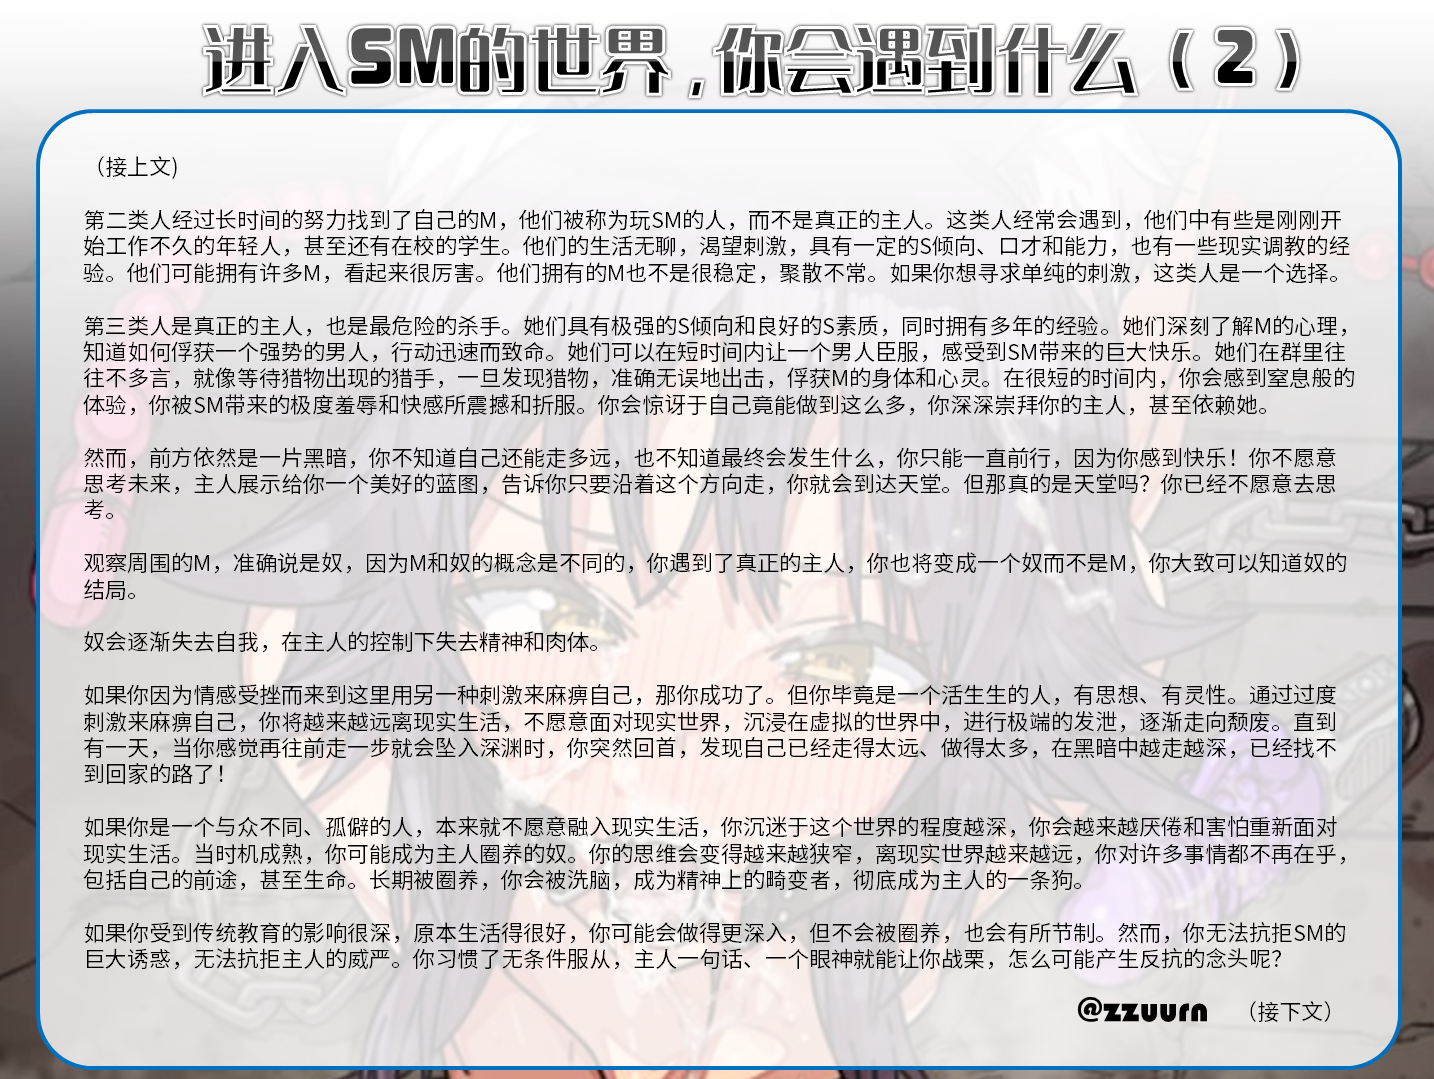 进入SM的世界，你会遇到什么（2）
（接上文)
第二类人经过长时间的努力找到了自己的M，他们被称为玩SM的人，而不是真正的主人。这类人经常会遇到，他们中有些是刚刚开
始工作不久的年轻人，甚至还有在校的学生。他们的生活无聊，渴望刺激，具有一定的S倾向、口才和能力，也有一些现实调教的经
验。他们可能拥有许多M，看起来很厉害。他们拥有的M也不是很稳定，聚散不常。如果你想寻求单纯的刺激，这类人是一个选择。
第三类人是真正的主人，也是最危险的杀手。她们具有极强的S倾向和良好的S素质，同时拥有多年的经验。她们深刻了解M的心理，
知道如何俘获一个强势的男人，行动迅速而致命。她们可以在短时间内让一个男人臣服，感受到SM带来的巨大快乐。她们在群里往
往不多言，就像等待猎物出现的猎手，一旦发现猎物，准确无误地出击，俘获M的身体和心灵。在很短的时间内，你会感到窒息般的
体验，你被SM带来的极度羞辱和快感所震撼和折服。你会惊讶于自己竟能做到这么多，你深深崇拜你的主人，甚至依赖她。
然而，前方依然是一片黑暗，你不知道自己还能走多远，也不知道最终会发生什么，你只能一直前行，因为你感到快乐！你不愿意
思考未来，主人展示给你一个美好的蓝图，告诉你只要沿着这个方向走，你就会到达天堂。但那真的是天堂吗？你已经不愿意去思
考。
观察周围的M，准确说是奴，因为M和奴的概念是不同的，你遇到了真正的主人，你也将变成一个奴而不是M，你大致可以知道奴的
结局。
奴会逐渐失去自我，在主人的控制下失去精神和肉体。
如果你因为情感受挫而来到这里用另一种刺激来麻痹自己，那你成功了。但你毕竟是一个活生生的人，有思想、有灵性。通过过度
刺激来麻痹自己，你将越来越远离现实生活，不愿意面对现实世界，沉浸在虚拟的世界中，进行极端的发泄，逐渐走向颓废。直到
有一天，当你感觉再往前走一步就会坠入深渊时，你突然回首，发现自己已经走得太远、做得太多，在黑暗中越走越深，已经找不
到回家的路了！
如果你是一个与众不同、孤僻的人，本来就不愿意融入现实生活，你沉迷于这个世界的程度越深，你会越来越厌倦和害怕重新面对
现实生活。当时机成熟，你可能成为主人圈养的奴。你的思维会变得越来越狭窄，离现实世界越来越远，你对许多事情都不再在乎，
包括自己的前途，甚至生命。长期被圈养，你会被洗脑，成为精神上的畸变者，彻底成为主人的一条狗。
如果你受到传统教育的影响很深，原本生活得很好，你可能会做得更深入，但不会被圈养，也会有所节制。然而，你无法抗拒SM的
巨大诱惑，无法抗拒主人的威严。你习惯了无条件服从，主人一句话、一个眼神就能让你战栗，怎么可能产生反抗的念头呢？
@zzuurn （接下文）